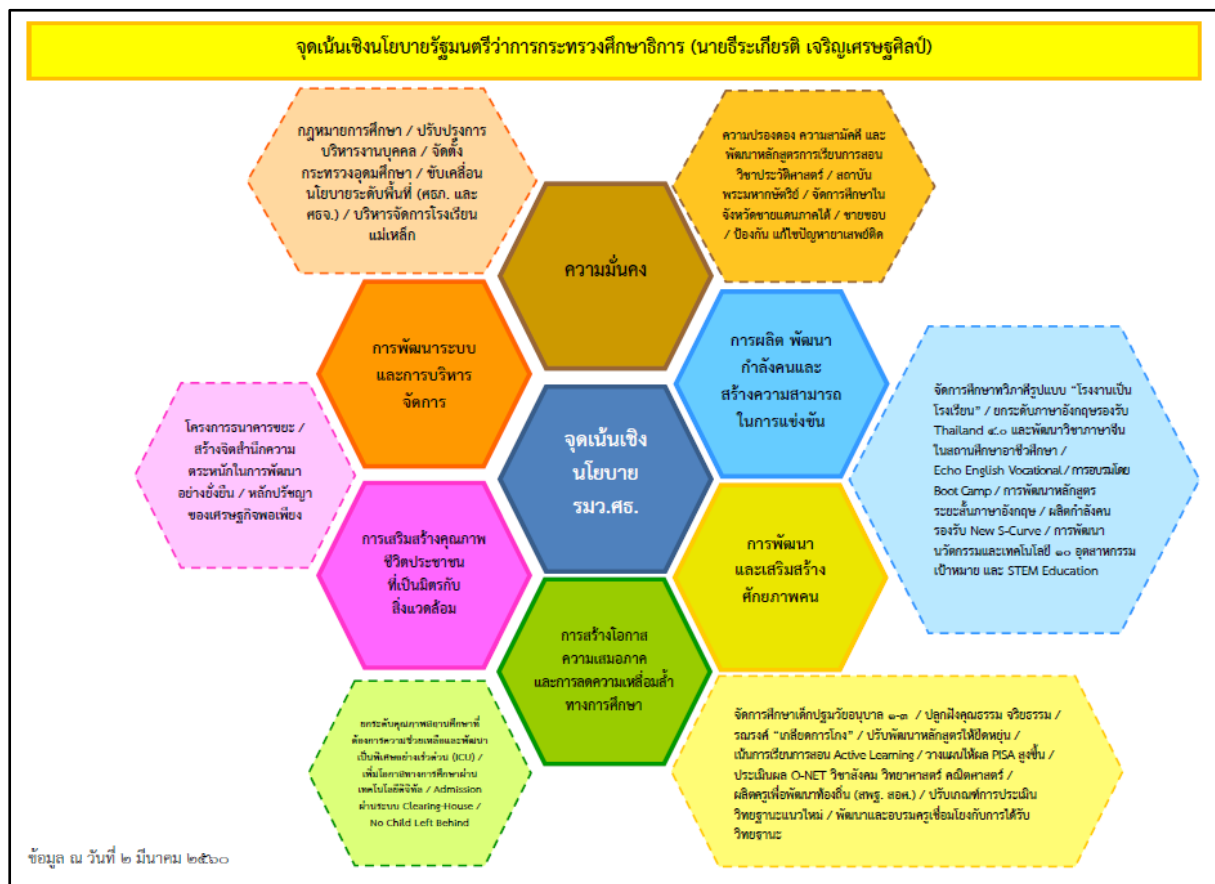 จุดเน้นเชิงนโยบายรัฐมนตรีว่าการกระทรวงศึกษาธิการ (นายธีระเกียรติ เจริญเศรษฐศิลป์)
กฎหมายการศึกษา / ปรับปรุงการ
บริหารงานบุคคล / จัดตั้ง
กระทรวงอุดมศึกษา / ขับเคลื่อน
นโยบายระดับพื้นที่ (ศธภ. และ
ศธจ.) / บริหารจัดการโรงเรียน
แม่เหล็ก
ความปรองดอง ความสามัคคี และ
พัฒนาหลักสูตรการเรียนการสอน
วิชาประวัติศาสตร์ / สถาบัน
พระมหากษัตริย์ / จัดการศึกษาใน
จังหวัดชายแดนภาคใต้ / ชายขอบ
/ ป้องกัน แก้ไขปัญหายาเสพย์ติด
ความมั่นคง
การพัฒนาระบบ
และการบริหาร
จัดการ
การผลิต พัฒนา
กำลังคนและ
สร้างความสามารถ
ในการแข่งขัน
จัดการศึกษาทวิภาคีรูปแบบ “โรงงานเป็น
โรงเรียน” / ยกระดับภาษาอังกฤษรองรับ
Thailand ๔.๐ และพัฒนาวิชาภาษาจีน
ในสถานศึกษาอาชีวศึกษา /
Echo English Vocational / การอบรมโดย
Boot Camp / การพัฒนาหลักสูตร
ระยะสั้นภาษาอังกฤษ / ผลิตกำลังคน
รองรับ New S-Curve / การพัฒนา
นวัตกรรมและเทคโนโลยี ๑๐ อุตสาหกรรม
เป้าหมาย และ STEM Education
โครงการธนาคารขยะ /
สร้างจิตสำนึกความ
ตระหนักในการพัฒนา
อย่างยั่งยืน / หลักปรัชญา
ของเศรษฐกิจพอเพียง
จุดเน้นเชิง
นโยบาย
รมว.ศธ.
การเสริมสร้างคุณภาพ
ชีวิตประชาชน
ที่เป็นมิตรกับ
สิ่งแวดล้อม
การพัฒนา
และเสริมสร้าง
ศักยภาพคน
การสร้างโอกาส
ความเสมอภาค
และการลดความเหลื่อมล้ำ
ทางการศึกษา
ยกระดับคุณภาพสถานศึกษาที่
ต้องการความช่วยเหลือและพัฒนา
เป็นพิเศษอย่างเร่งด่วน (ICU) /
เพิ่มโอกาสทางการศึกษาผ่าน
เทคโนโลยีดิจิทัล / Admission
ผ่านระบบ Clearing-House /
No Child Left Behind
จัดการศึกษาเด็กปฐมวัยอนุบาล ๑-๓ / ปลูกฝังคุณธรรม จริยธรรม /
รณรงค์ “เกลียดการโกง” / ปรับพัฒนาหลักสูตรให้ยืดหยุ่น /
เน้นการเรียนการสอน Active Learning / วางแผนให้ผล PISA สูงขึ้น /
ประเมินผล O-NET วิชาสังคม วิทยาศาสตร์ คณิตศาสตร์ /
ผลิตครูเพื่อพัฒนาท้องถิ่น (สพฐ. สอศ.) / ปรับเกณฑ์การประเมิน
วิทยฐานะแนวใหม่ / พัฒนาและอบรมครูเชื่อมโยงกับการได้รับ
วิทยฐานะ
ข้อมูล ณ วันที่ ๒ มีนาคม ๒๕๖๐